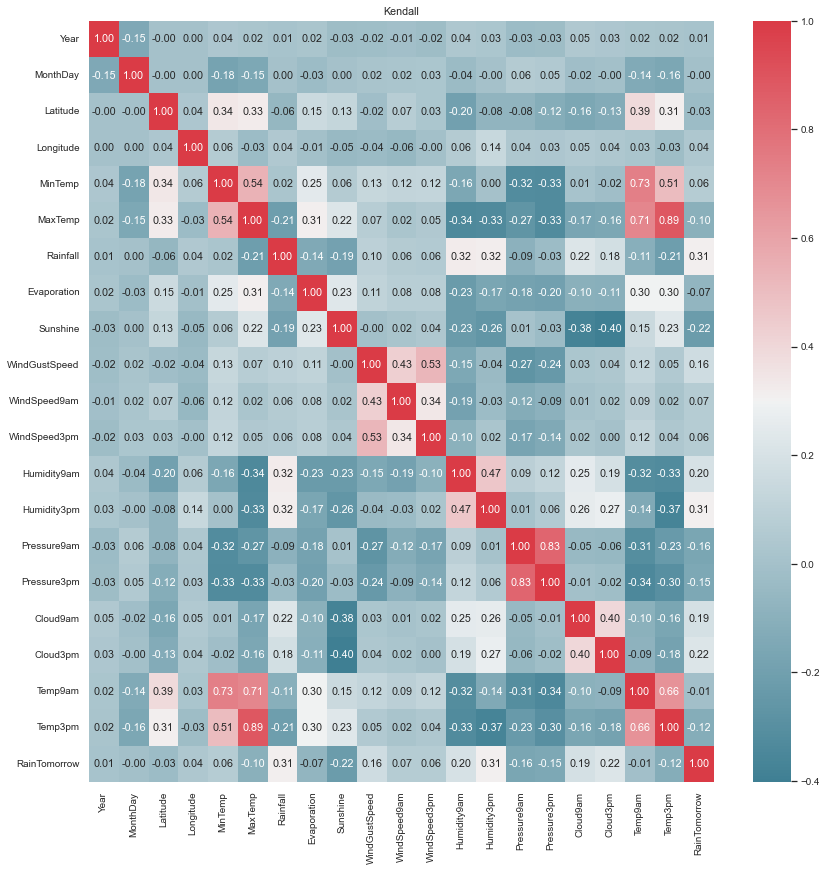 Kendall
Year 1.00 -0.15 -0.00 0.00 0.04 0.02 0.01 0.02 -0.03 -0.02 -0.01 -0.02 0.04 0.03 -0.03 -0.03 0.05 0.03 0.02 0.02 0.01
MonthDay -0.15 1.00 -0.00 0.00 -0.18 -0.15 0.00 -0.03 0.00 0.02 0.02 0.03 -0.04 -0.00 0.06 0.05 -0.02 -0.00 -0.14 -0.16 -0.00
Latitude -0.00 -0.00 1.00 0.04 0.34 0.33 -0.06 0.15 0.13 -0.02 0.07 0.03 -0.20 -0.08 -0.08 -0.12 -0.16 -0.13 0.39 0.31 -0.03
Longitude 0.00 0.00 0.04 1.00 0.06 -0.03 0.04 -0.01 -0.05 -0.04 -0.06 -0.00 0.06 0.14 0.04 0.03 0.05 0.04 0.03 -0.03 0.04
MinTemp 0.04 -0.18 0.34 0.06 1.00 0.54 0.02 0.25 0.06 0.13 0.12 0.12 -0.16 0.00 -0.32 -0.33 0.01 -0.02 0.73 0.51 0.06
MaxTemp 0.02 -0.15 0.33 -0.03 0.54 1.00 -0.21 0.31 0.22 0.07 0.02 0.05 -0.34 -0.33 -0.27 -0.33 -0.17 -0.16 0.71 0.89 -0.10
Rainfall 0.01 0.00 -0.06 0.04 0.02 -0.21 1.00 -0.14 -0.19 0.10 0.06 0.06 0.32 0.32 -0.09 -0.03 0.22 0.18 -0.11 -0.21 0.31
Evaporation 0.02 -0.03 0.15 -0.01 0.25 0.31 -0.14 1.00 0.23 0.11 0.08 0.08 -0.23 -0.17 -0.18 -0.20 -0.10 -0.11 0.30 0.30 -0.07
Sunshine -0.03 0.00 0.13 -0.05 0.06 0.22 -0.19 0.23 1.00 -0.00 0.02 0.04 -0.23 -0.26 0.01 -0.03 -0.38 -0.40 0.15 0.23 -0.22
WindGustSpeed -0.02 0.02 -0.02 -0.04 0.13 0.07 0.10 0.11 -0.00 1.00 0.43 0.53 -0.15 -0.04 -0.27 -0.24 0.03 0.04 0.12 0.05 0.16
WindSpeed9am -0.01 0.02 0.07 -0.06 0.12 0.02 0.06 0.08 0.02 0.43 1.00 0.34 -0.19 -0.03 -0.12 -0.09 0.01 0.02 0.09 0.02 0.07
WindSpeed3pm -0.02 0.03 0.03 -0.00 0.12 0.05 0.06 0.08 0.04 0.53 0.34 1.00 -0.10 0.02 -0.17 -0.14 0.02 0.00 0.12 0.04 0.06
Humidity9am 0.04 -0.04 -0.20 0.06 -0.16 -0.34 0.32 -0.23 -0.23 -0.15 -0.19 -0.10 1.00 0.47 0.09 0.12 0.25 0.19 -0.32 -0.33 0.20
Humidity3pm 0.03 -0.00 -0.08 0.14 0.00 -0.33 0.32 -0.17 -0.26 -0.04 -0.03 0.02 0.47 1.00 0.01 0.06 0.26 0.27 -0.14 -0.37 0.31
Pressure9am -0.03 0.06 -0.08 0.04 -0.32 -0.27 -0.09 -0.18 0.01 -0.27 -0.12 -0.17 0.09 0.01 1.00 0.83 -0.05 -0.06 -0.31 -0.23 -0.16
Pressure3pm -0.03 0.05 -0.12 0.03 -0.33 -0.33 -0.03 -0.20 -0.03 -0.24 -0.09 -0.14 0.12 0.06 0.83 1.00 -0.01 -0.02 -0.34 -0.30 -0.15
Cloud9am 0.05 -0.02 -0.16 0.05 0.01 -0.17 0.22 -0.10 -0.38 0.03 0.01 0.02 0.25 0.26 -0.05 -0.01 1.00 0.40 -0.10 -0.16 0.19
Cloud3pm 0.03 -0.00 -0.13 0.04 -0.02 -0.16 0.18 -0.11 -0.40 0.04 0.02 0.00 0.19 0.27 -0.06 -0.02 0.40 1.00 -0.09 -0.18 0.22
Temp9am 0.02 -0.14 0.39 0.03 0.73 0.71 -0.11 0.30 0.15 0.12 0.09 0.12 -0.32 -0.14 -0.31 -0.34 -0.10 -0.09 1.00 0.66 -0.01
Temp3pm 0.02 -0.16 0.31 -0.03 0.51 0.89 -0.21 0.30 0.23 0.05 0.02 0.04 -0.33 -0.37 -0.23 -0.30 -0.16 -0.18 0.66 1.00 -0.12
RainTomorrow 0.01 -0.00 -0.03 0.04 0.06 -0.10 0.31 -0.07 -0.22 0.16 0.07 0.06 0.20 0.31 -0.16 -0.15 0.19 0.22 -0.01 -0.12 1.00
Year MonthDay Latitude Longitude MinTemp MaxTemp Rainfall Evaporation Sunshine WindGustSpeed WindSpeed9am WindSpeed3pm Humidity9am Humidity3pm Pressure9am Pressure3pm Cloud9am Cloud3pm Temp9am Temp3pm RainTomorrow
1.0
0.8
0.6
0.4
0.2
0.0
−0.2
−0.4